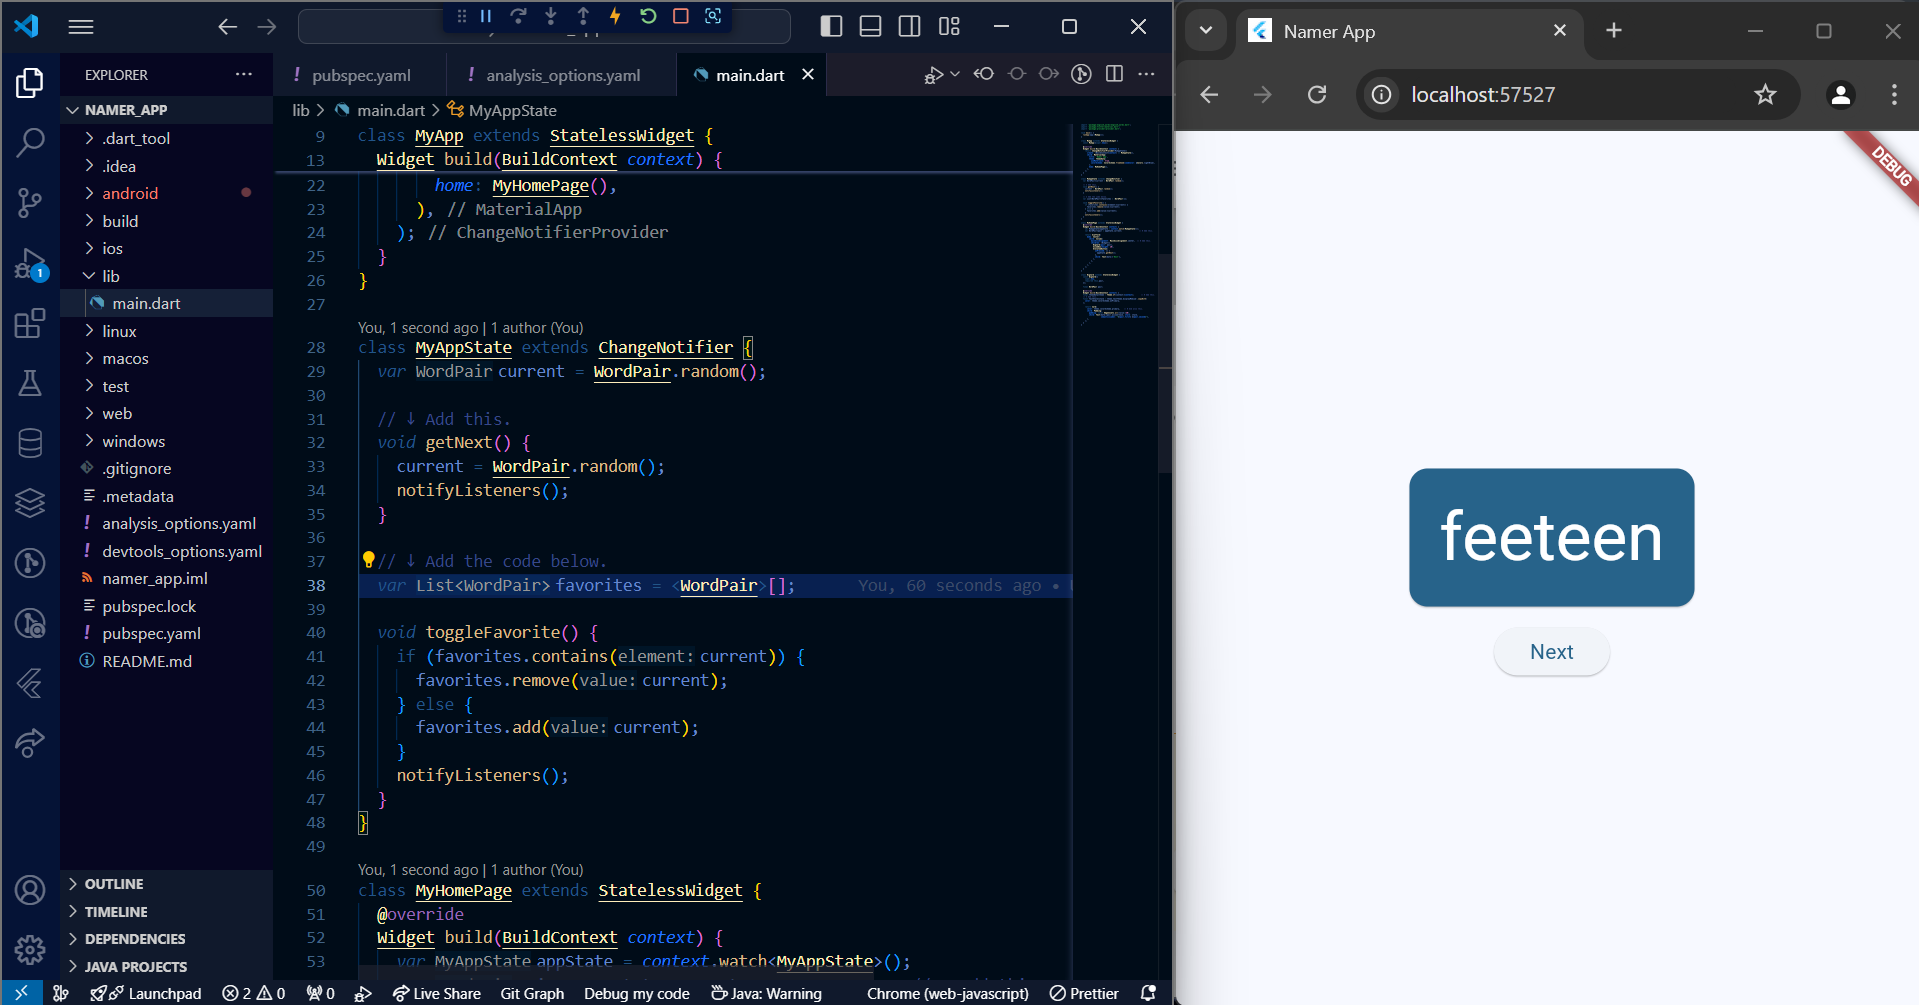 pubspec.yaml
analysis_options.yaml
main.dart
EXPLORER
NAMER_APP
.dart_tool
.idea
android
build
ios
lib
main.dart
linux
macos
test
web
windows
.gitignore
.metadata
analysis_options.yaml
devtools_options.yaml
namer_app.iml
pubspec.lock
pubspec.yaml
README.md
OUTLINE
TIMELINE
DEPENDENCIES
JAVA PROJECTS
1
lib > main.dart > MyAppState
9 class MyApp extends StatelessWidget {
13 Widget build(BuildContext context) {
22 home: MyHomePage(),
23 ), // MaterialApp
24 ); // ChangeNotifierProvider
25 }
26 }
27
You, 1 second ago | 1 author (You)
28 class MyAppState extends ChangeNotifier {
29 var WordPair current = WordPair.random();
30
31 // ↓ Add this.
32 void getNext() {
33 current = WordPair.random();
34 notifyListeners();
35 }
36
37 // ↓ Add the code below.
38 var List<WordPair> favorites = <WordPair>[]; You, 60 seconds ago •
39
40 void toggleFavorite() {
41 if (favorites.contains(element: current)) {
42 favorites.remove(value: current);
43 } else {
44 favorites.add(value: current);
45 }
46 notifyListeners();
47 }
48 }
49
You, 1 second ago | 1 author (You)
50 class MyHomePage extends StatelessWidget {
51 @override
52 Widget build(BuildContext context) {
53 var MyAppState appState = context.watch<MyAppState>();
Launchpad 2 0 0 Live Share Git Graph Debug my code Java: Warning Chrome (web-javascript) Prettier
Namer App
localhost:57527
DEBUG
feeteen
Next